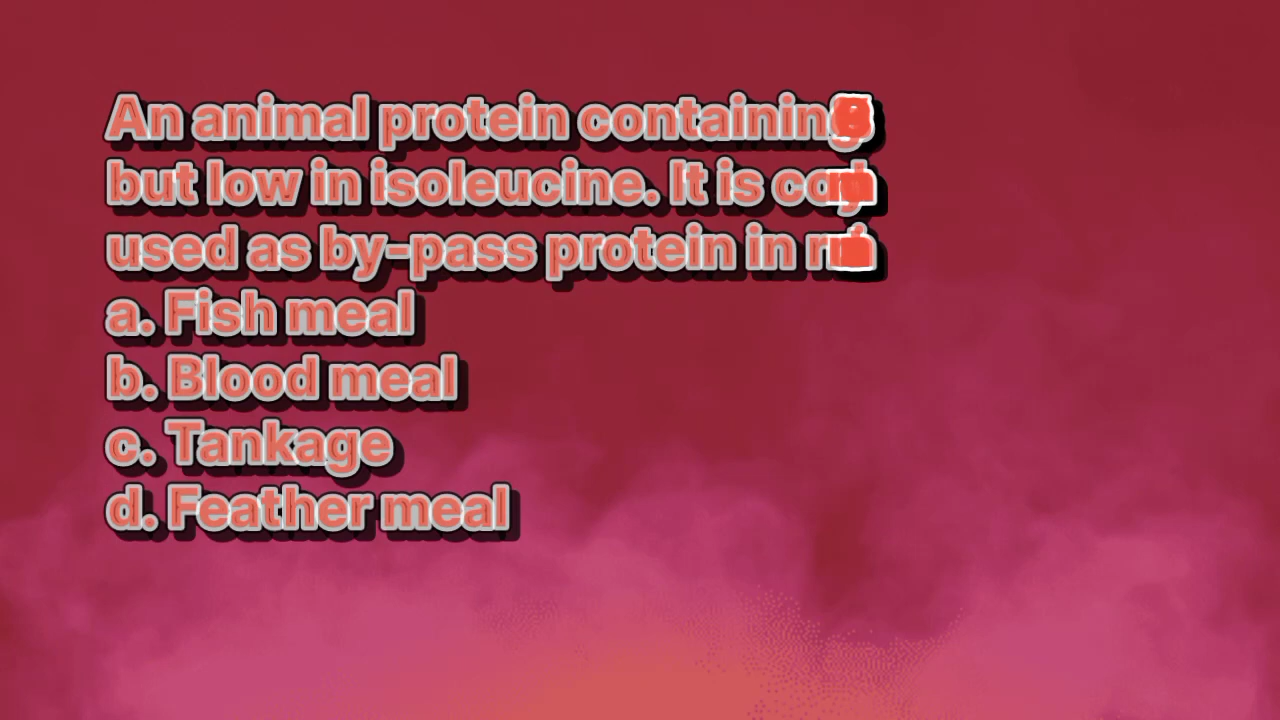 An animal protein containing
but low in isoleucine. It is
used as by-pass protein in
a. Fish meal
b. Blood meal
c. Tankage
d. Feather meal